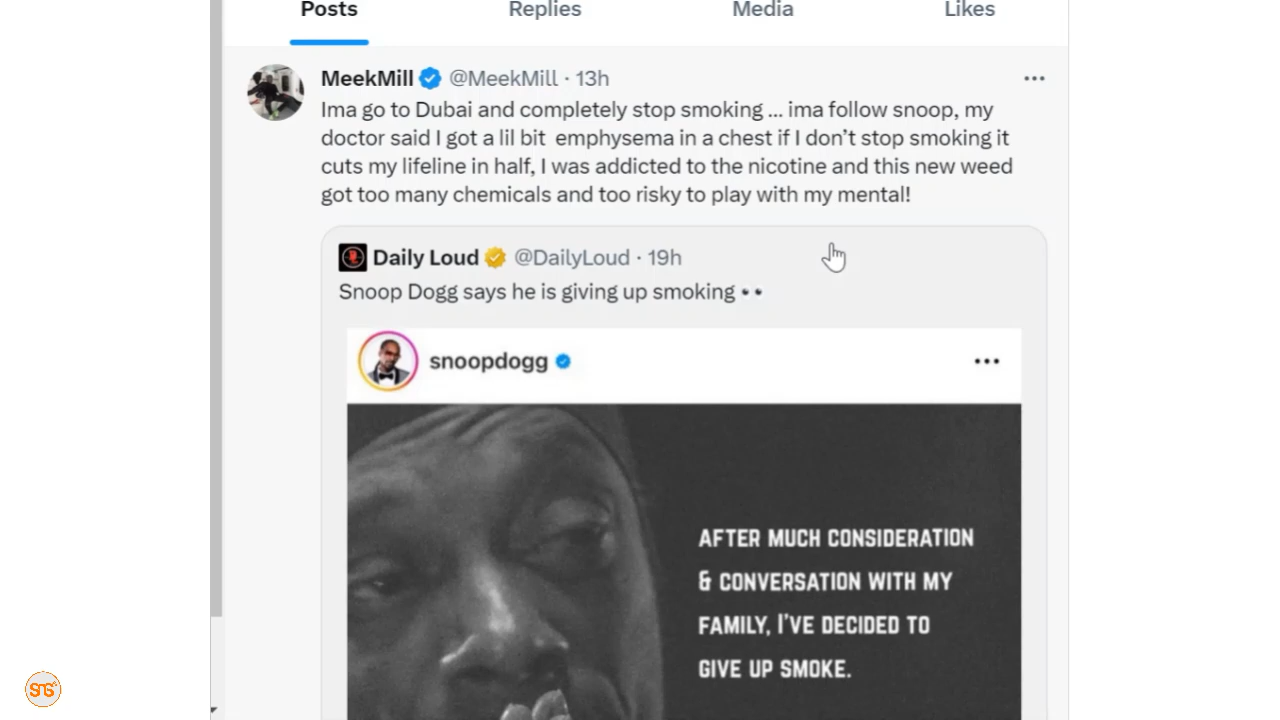 Posts Replies Media Likes
MeekMill @MeekMill · 13h
Ima go to Dubai and completely stop smoking ... ima follow snoop, my
doctor said I got a lil bit  emphysema in a chest if I don’t stop smoking it
cuts my lifeline in half, I was addicted to the nicotine and this new weed
got too many chemicals and too risky to play with my mental!
Daily Loud @DailyLoud · 19h
Snoop Dogg says he is giving up smoking 👀
snoopdogg
AFTER MUCH CONSIDERATION
& CONVERSATION WITH MY
FAMILY, I'VE DECIDED TO
GIVE UP SMOKE.
SNG